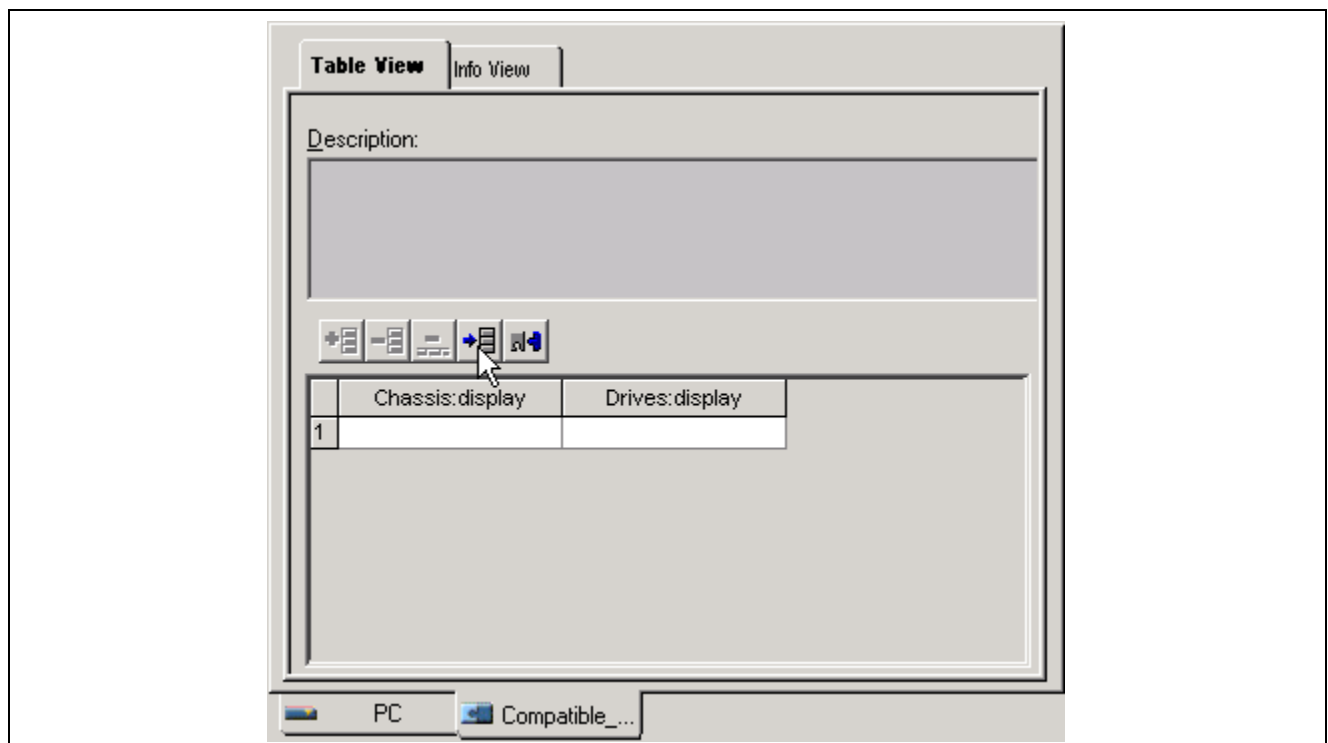 Table View Info View
Description:
Chassis:display Drives:display
1
PC Compatible_...